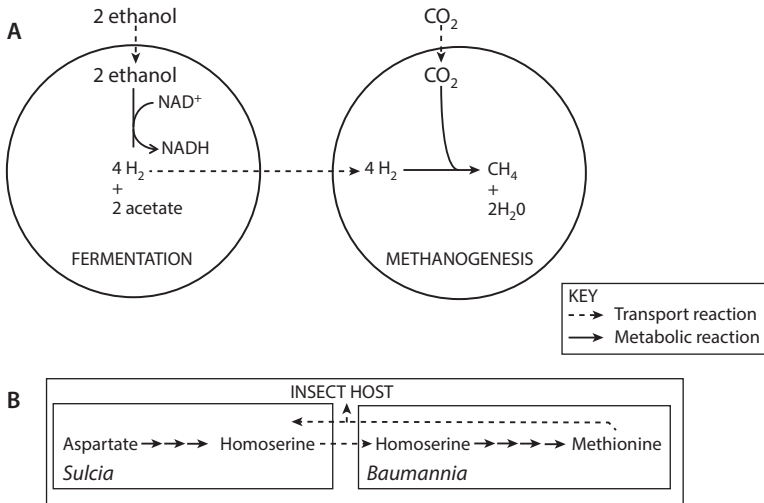 A
2 ethanol
CO₂
2 ethanol
CO₂
NAD⁺
NADH
4 H₂
+
2 acetate
4 H₂
CH₄
+
2H₂0
FERMENTATION
METHANOGENESIS
KEY
Transport reaction
Metabolic reaction
B
INSECT HOST
Aspartate Homoserine Homoserine Methionine
Sulcia Baumannia